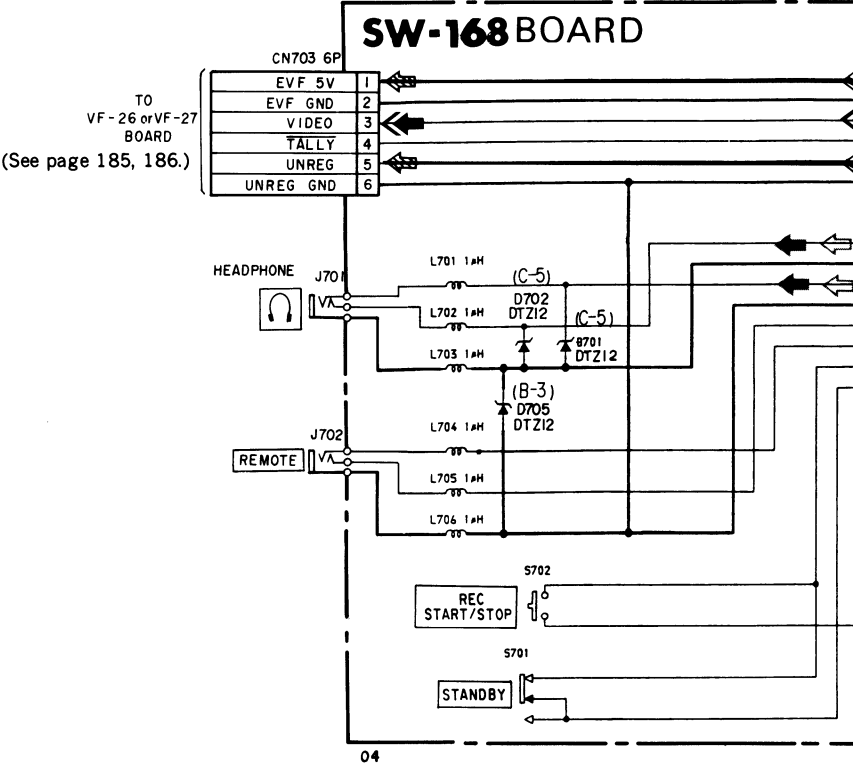 SW-168 BOARD
CN703 6P
EVF 5V 1
EVF GND 2
VIDEO 3
TALLY 4
UNREG 5
UNREG GND 6
TO
VF-26 or VF-27
BOARD
(See page 185, 186.)
HEADPHONE
J701
L701 1µH
L702 1µH
L703 1µH
(C-5)
D702
DTZ12
(C-5)
D701
DTZ12
(B-3)
D705
DTZ12
J702
REMOTE
L704 1µH
L705 1µH
L706 1µH
S702
REC
START/STOP
S701
STANDBY
04